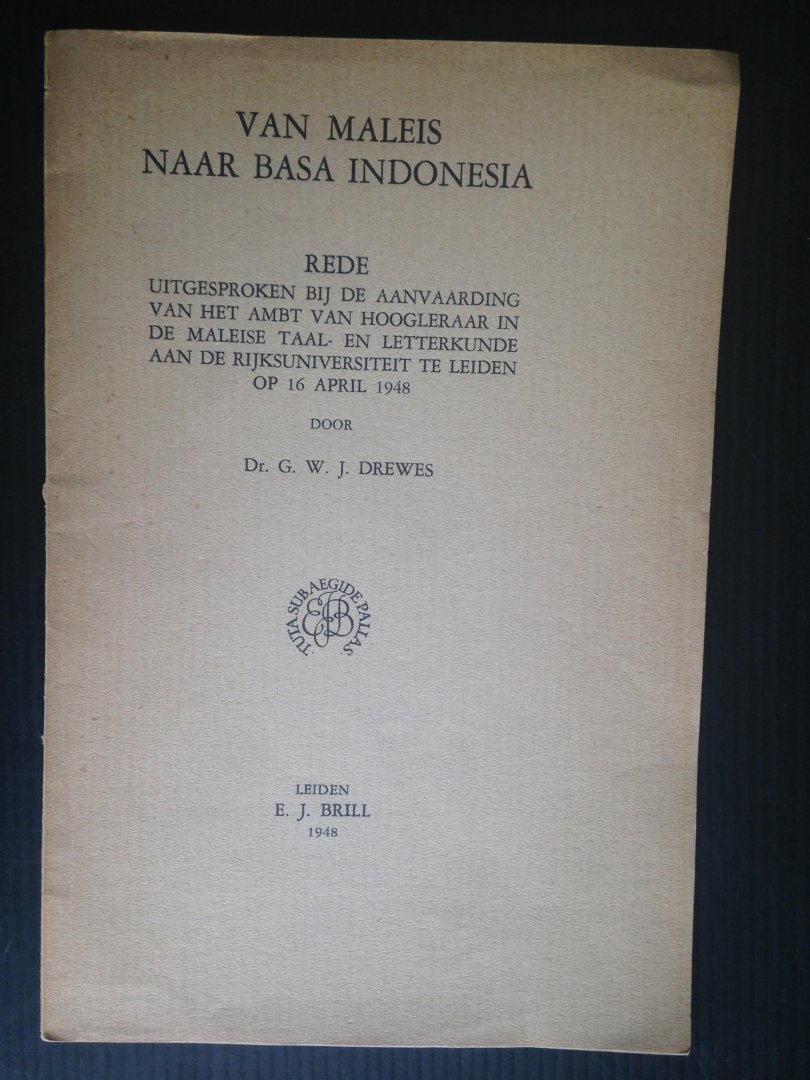 VAN MALEIS
NAAR BASA INDONESIA
REDE
UITGESPROKEN BIJ DE AANVAARDING
VAN HET AMBT VAN HOOGLERAAR IN
DE MALEISE TAAL- EN LETTERKUNDE
AAN DE RIJKSUNIVERSITEIT TE LEIDEN
OP 16 APRIL 1948
DOOR
Dr. G. W. J. DREWES
TUTA SUB AEGIDE PALLAS
EJB
LEIDEN
E. J. BRILL
1948